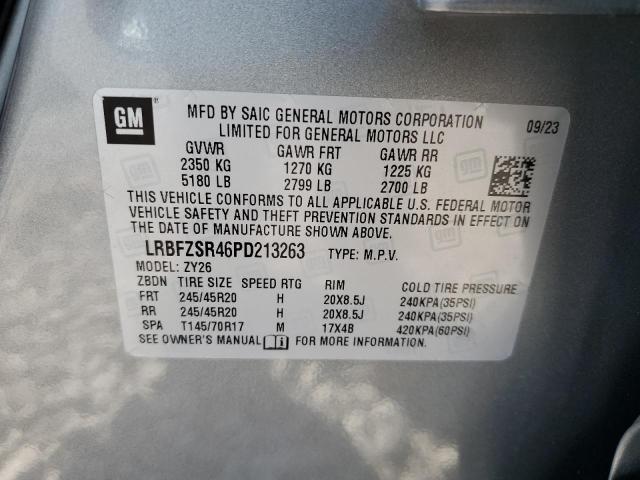 GM ®
MFD BY SAIC GENERAL MOTORS CORPORATION
LIMITED FOR GENERAL MOTORS LLC
09/23
GVWR GAWR FRT GAWR RR
2350 KG 1270 KG 1225 KG
5180 LB 2799 LB 2700 LB
THIS VEHICLE CONFORMS TO ALL APPLICABLE U.S. FEDERAL MOTOR
VEHICLE SAFETY AND THEFT PREVENTION STANDARDS IN EFFECT ON
THE DATE OF MANUFACTURE SHOWN ABOVE.
LRBFZSR46PD213263 TYPE: M.P.V.
MODEL: ZY26
ZBDN TIRE SIZE SPEED RTG RIM COLD TIRE PRESSURE
FRT 245/45R20 H 20X8.5J 240KPA(35PSI)
RR 245/45R20 H 20X8.5J 240KPA(35PSI)
SPA T145/70R17 M 17X4B 420KPA(60PSI)
SEE OWNER'S MANUAL FOR MORE INFORMATION.